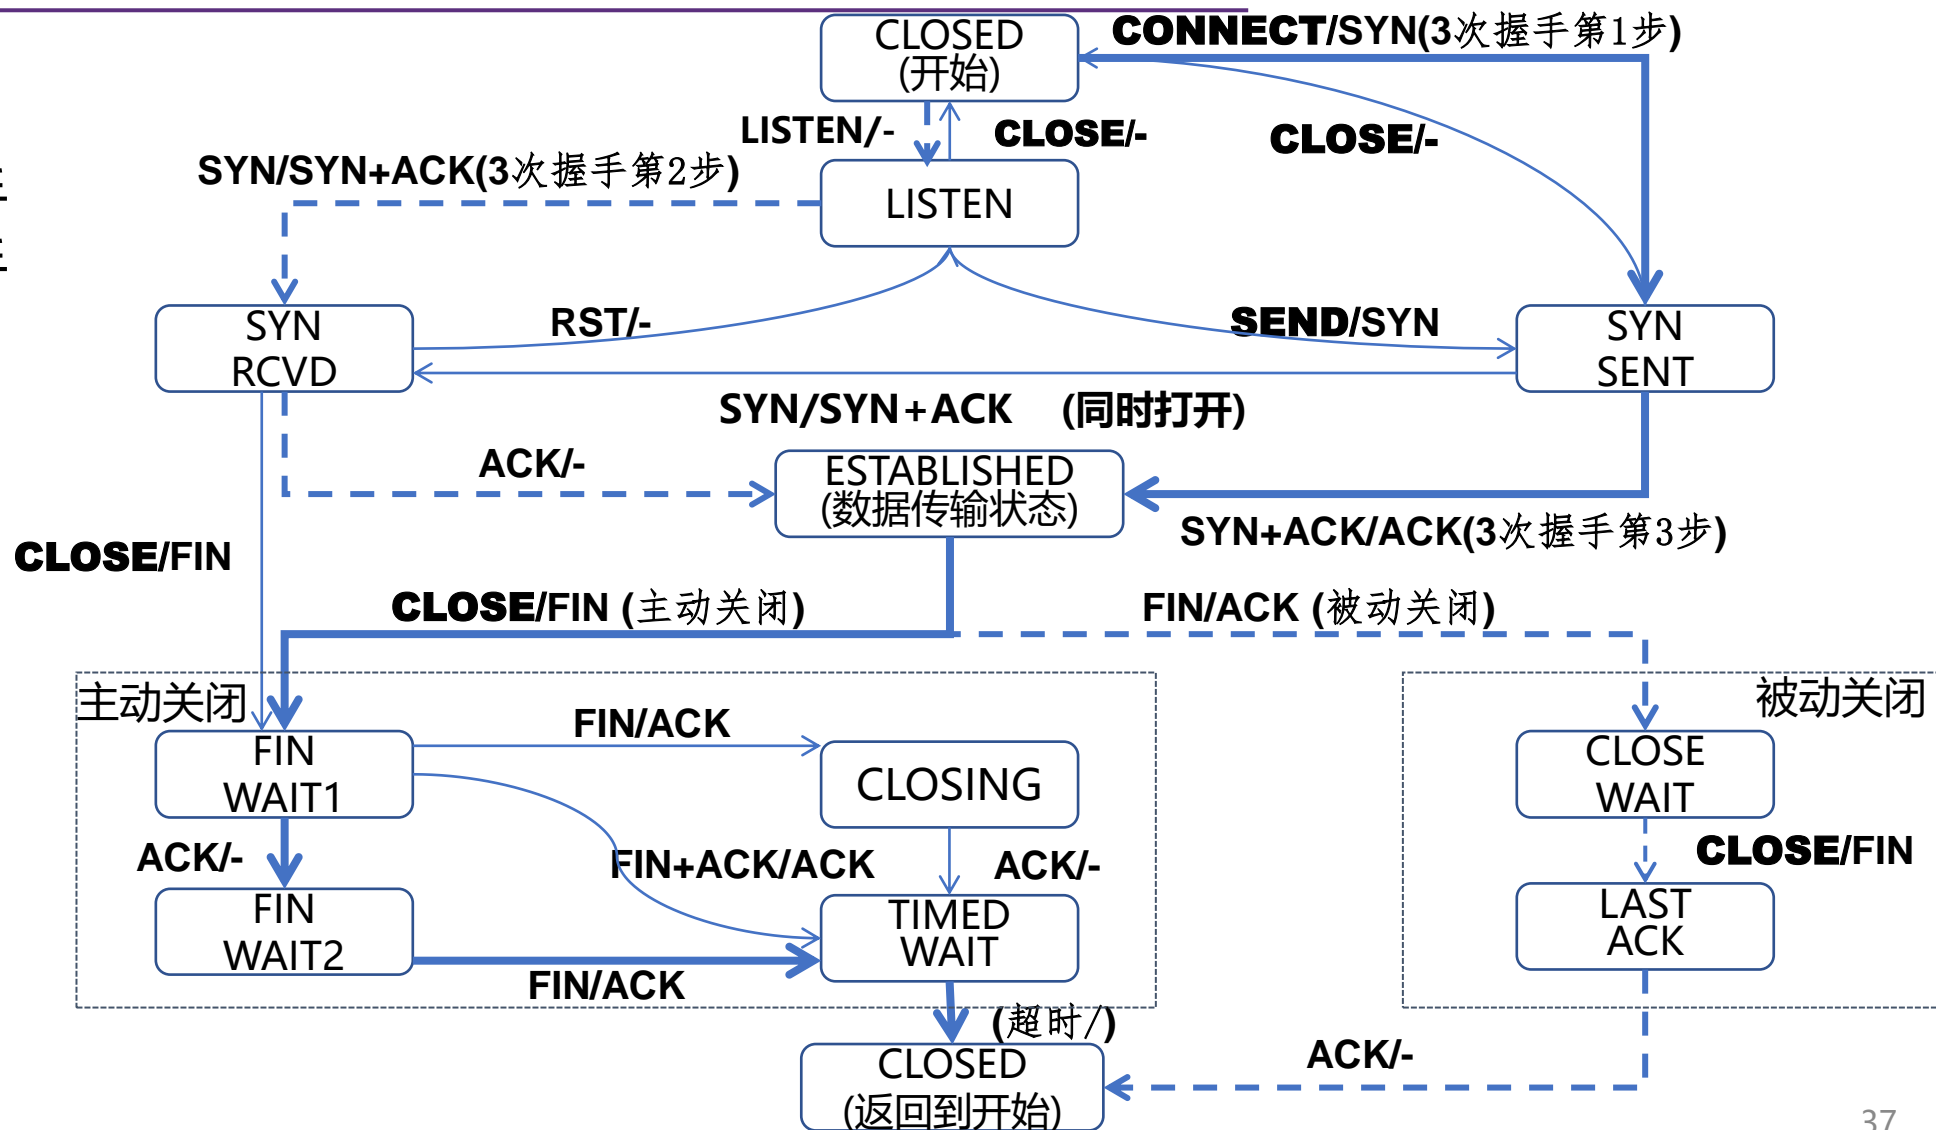 CLOSED
(开始)
CONNECT/SYN(3次握手第1步)
LISTEN/-
CLOSE/-
CLOSE/-
SYN/SYN+ACK(3次握手第2步)
LISTEN
SYN
RCVD
RST/-
SEND/SYN
SYN
SENT
SYN/SYN+ACK (同时打开)
ACK/-
ESTABLISHED
(数据传输状态)
SYN+ACK/ACK(3次握手第3步)
CLOSE/FIN
CLOSE/FIN (主动关闭)
FIN/ACK (被动关闭)
主动关闭
被动关闭
FIN
WAIT1
FIN/ACK
CLOSING
CLOSE
WAIT
ACK/-
FIN+ACK/ACK
ACK/-
CLOSE/FIN
FIN
WAIT2
TIMED
WAIT
LAST
ACK
FIN/ACK
(超时/)
CLOSED
(返回到开始)
ACK/-
37